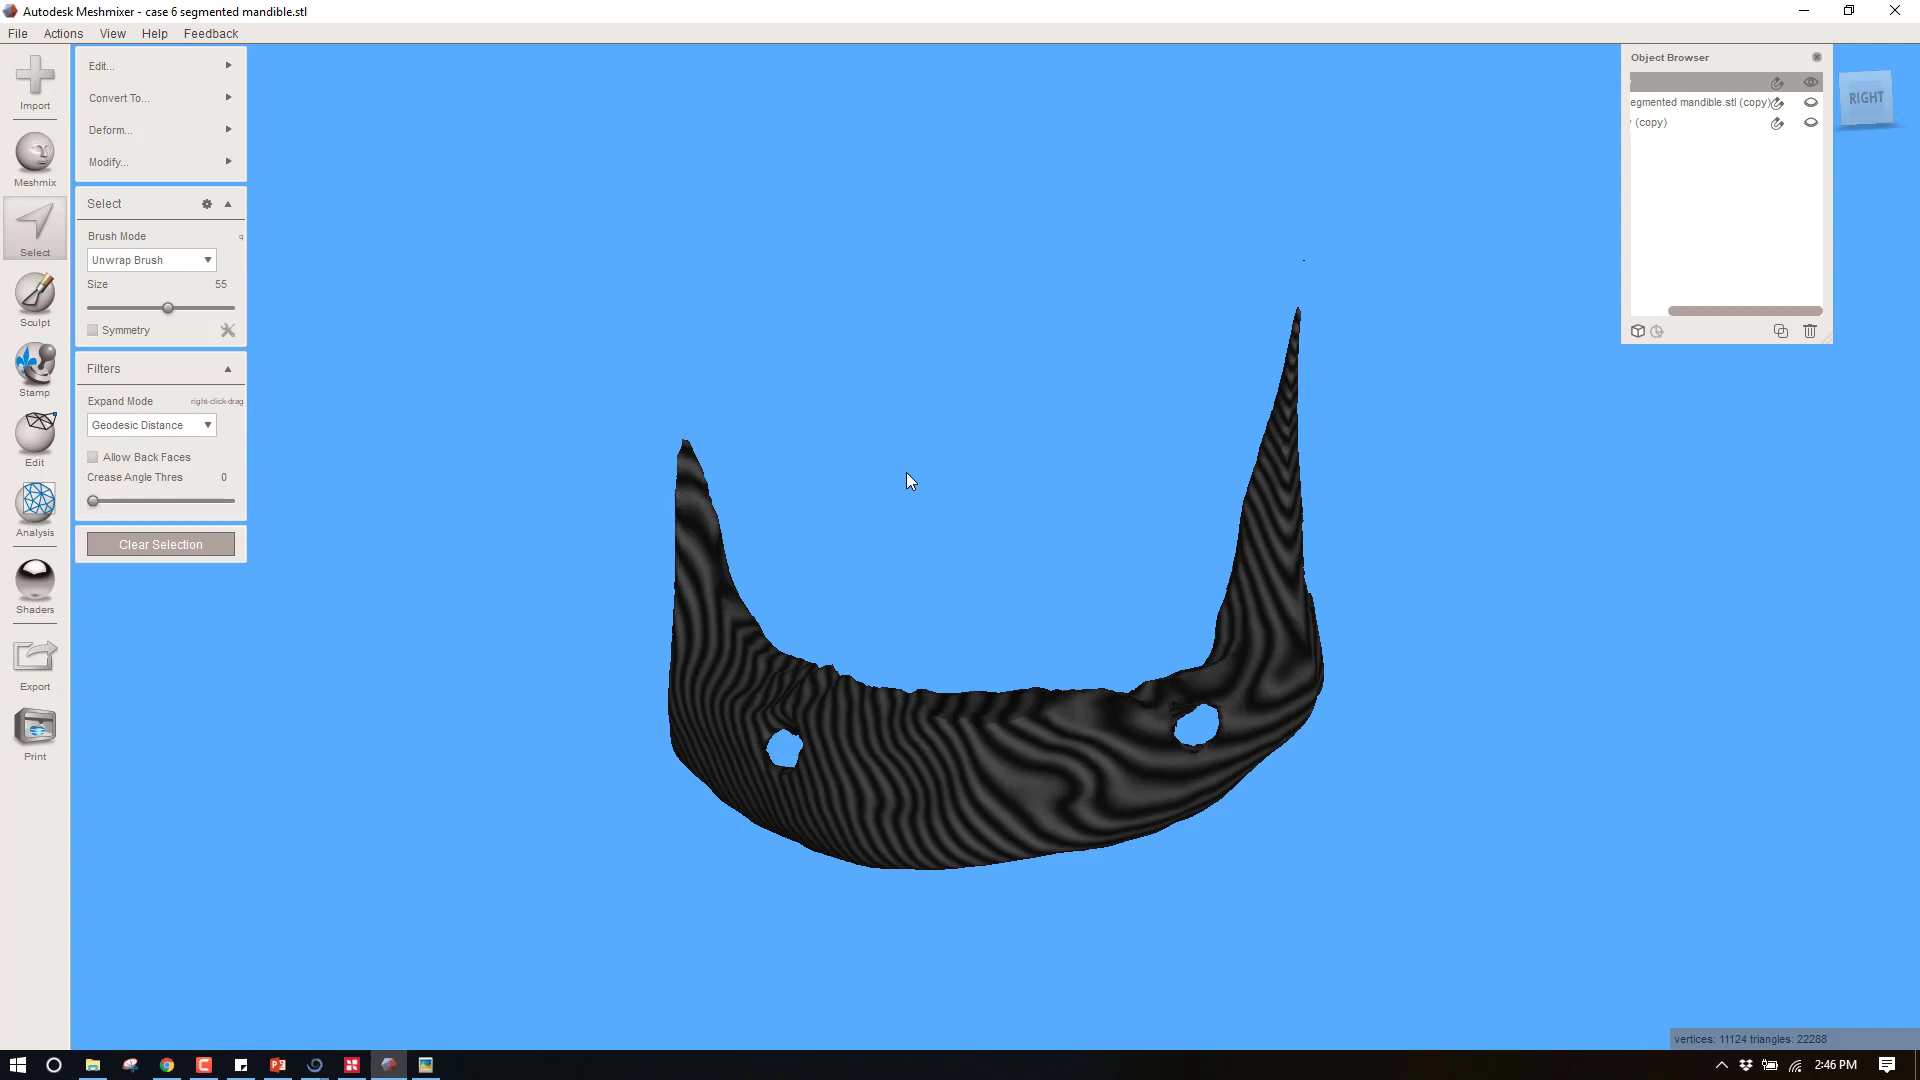 Autodesk Meshmixer - case 6 segmented mandible.stl
File Actions View Help Feedback
Import
Meshmix
Select
Sculpt
Stamp
Edit
Analysis
Shaders
Export
Print
Edit...
Convert To...
Deform...
Modify...
Select
Brush Mode q
Unwrap Brush
Size 55
Symmetry
Filters
Expand Mode right-click-drag
Geodesic Distance
Allow Back Faces
Crease Angle Thres 0
Clear Selection
Object Browser
egmented mandible.stl (copy)
(copy)
RIGHT
vertices: 11124 triangles: 22288
2:46 PM